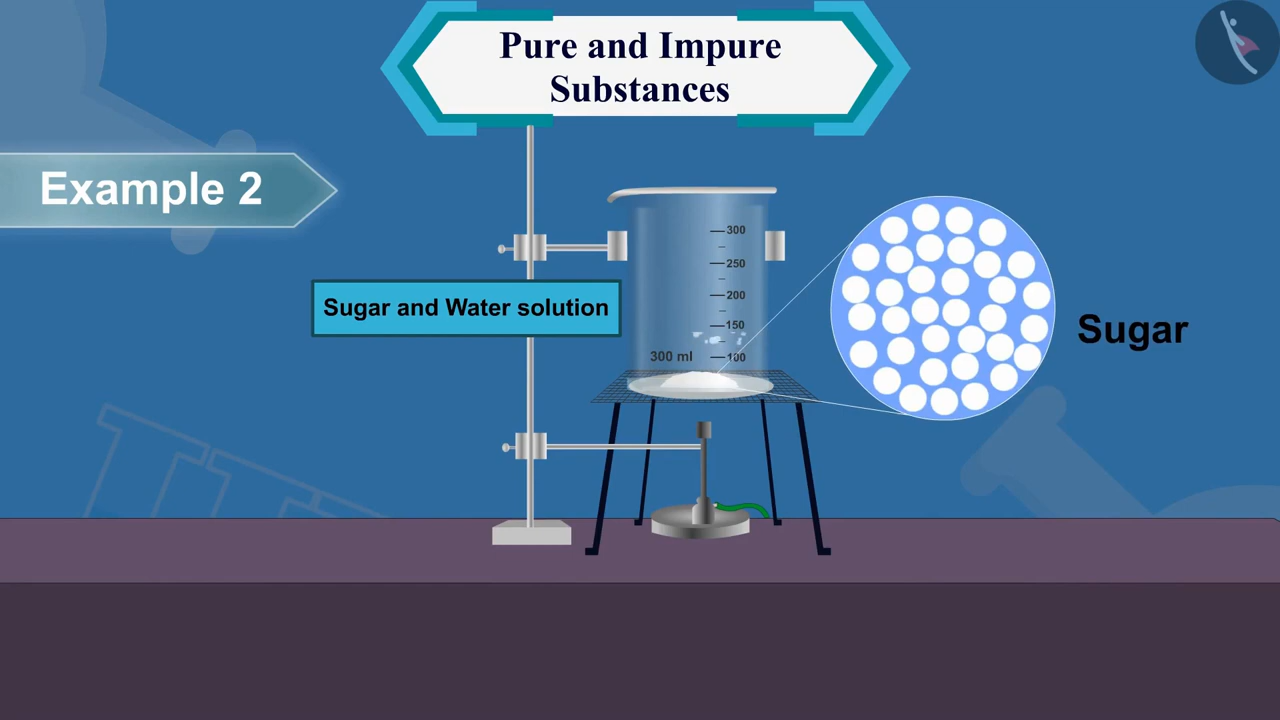 Pure and Impure
Substances
Example 2
Sugar and Water solution
300
250
200
150
300 ml
100
Sugar